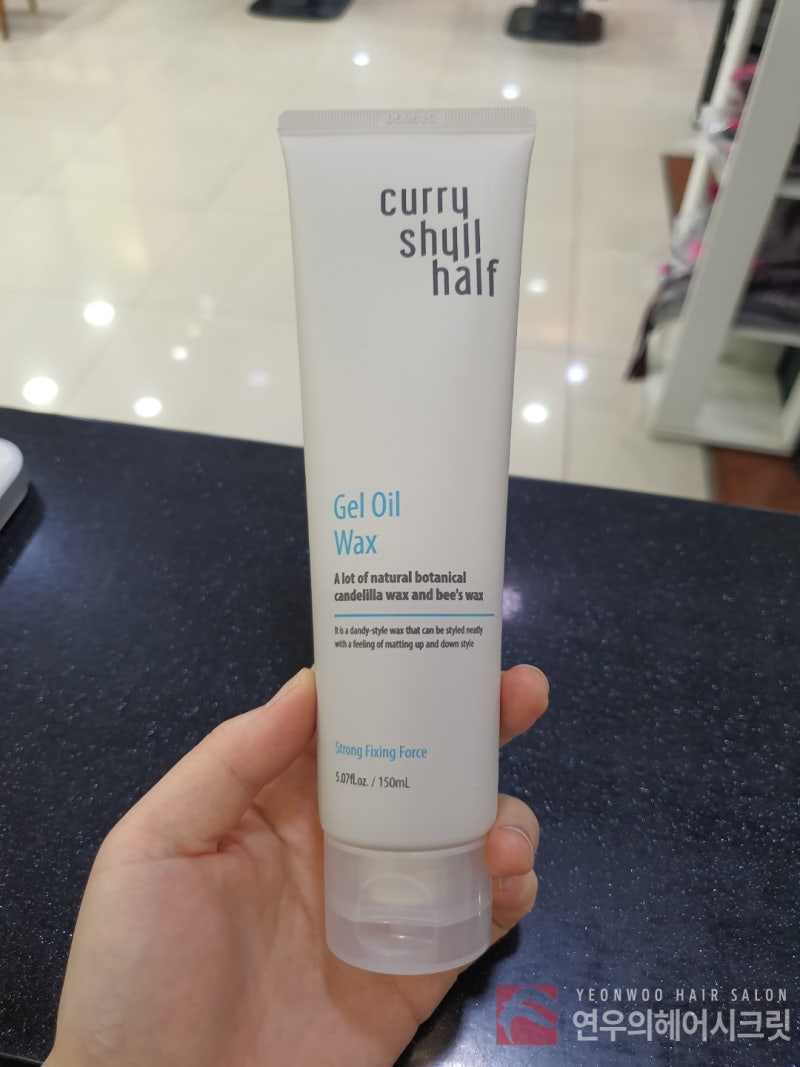 curry
shyll
half
Gel Oil
Wax
A lot of natural botanical
candelilla wax and bee's wax
It is a dandy-style wax that can be styled neatly
with a feeling of matting up and down style
Strong Fixing Force
5.07fl.oz. / 150mL
YEONWOO HAIR SALON
연우의헤어시크릿